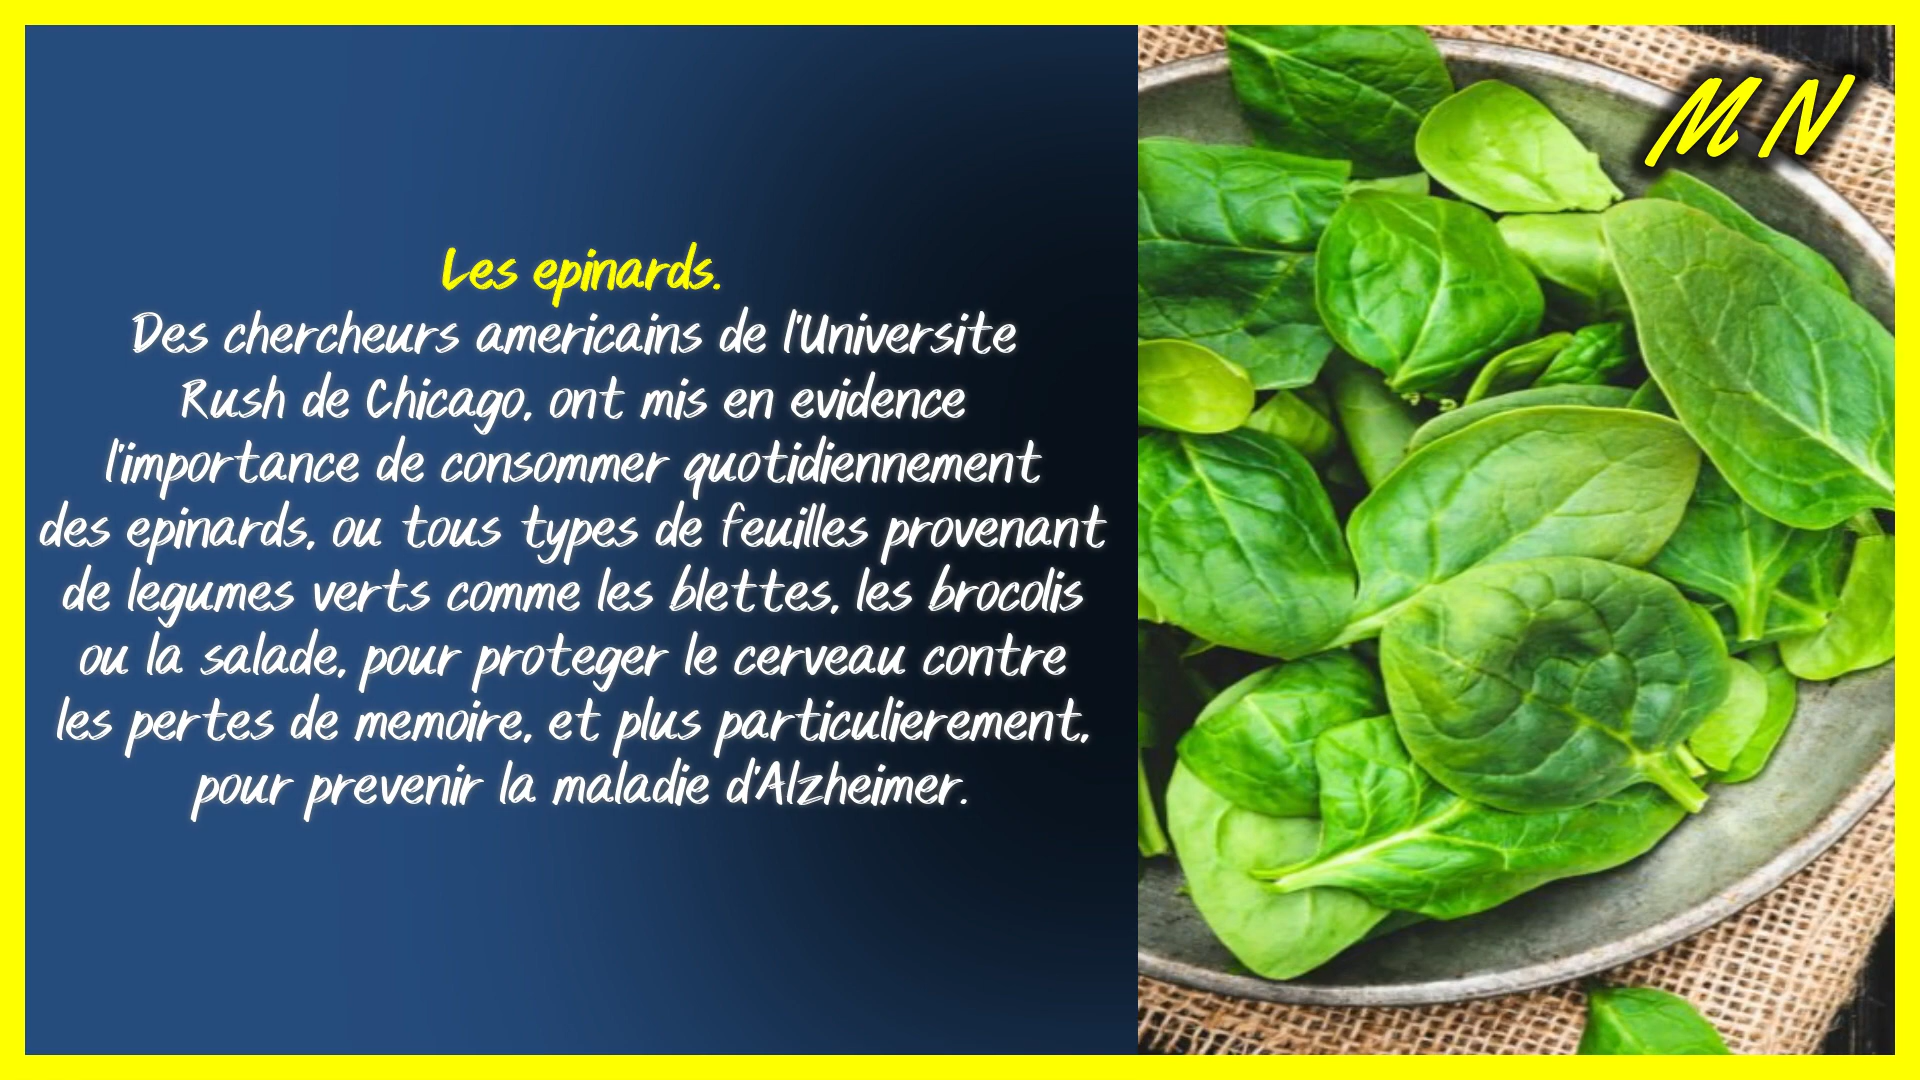 Les epinards.
Des chercheurs americains de l'Universite
Rush de Chicago, ont mis en evidence
l'importance de consommer quotidiennement
des epinards, ou tous types de feuilles provenant
de legumes verts comme les blettes, les brocolis
ou la salade, pour proteger le cerveau contre
les pertes de memoire, et plus particulierement,
pour prevenir la maladie d'Alzheimer.
M N